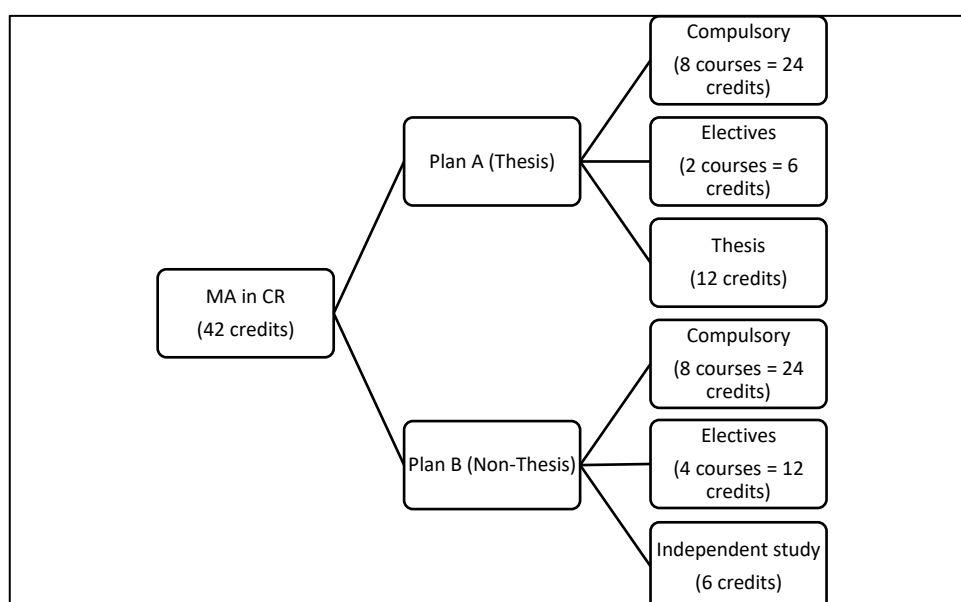 Compulsory
(8 courses = 24
credits)
Plan A (Thesis)
Electives
(2 courses = 6
credits)
Thesis
(12 credits)
MA in CR
(42 credits)
Compulsory
(8 courses = 24
credits)
Plan B (Non-Thesis)
Electives
(4 courses = 12
credits)
Independent study
(6 credits)